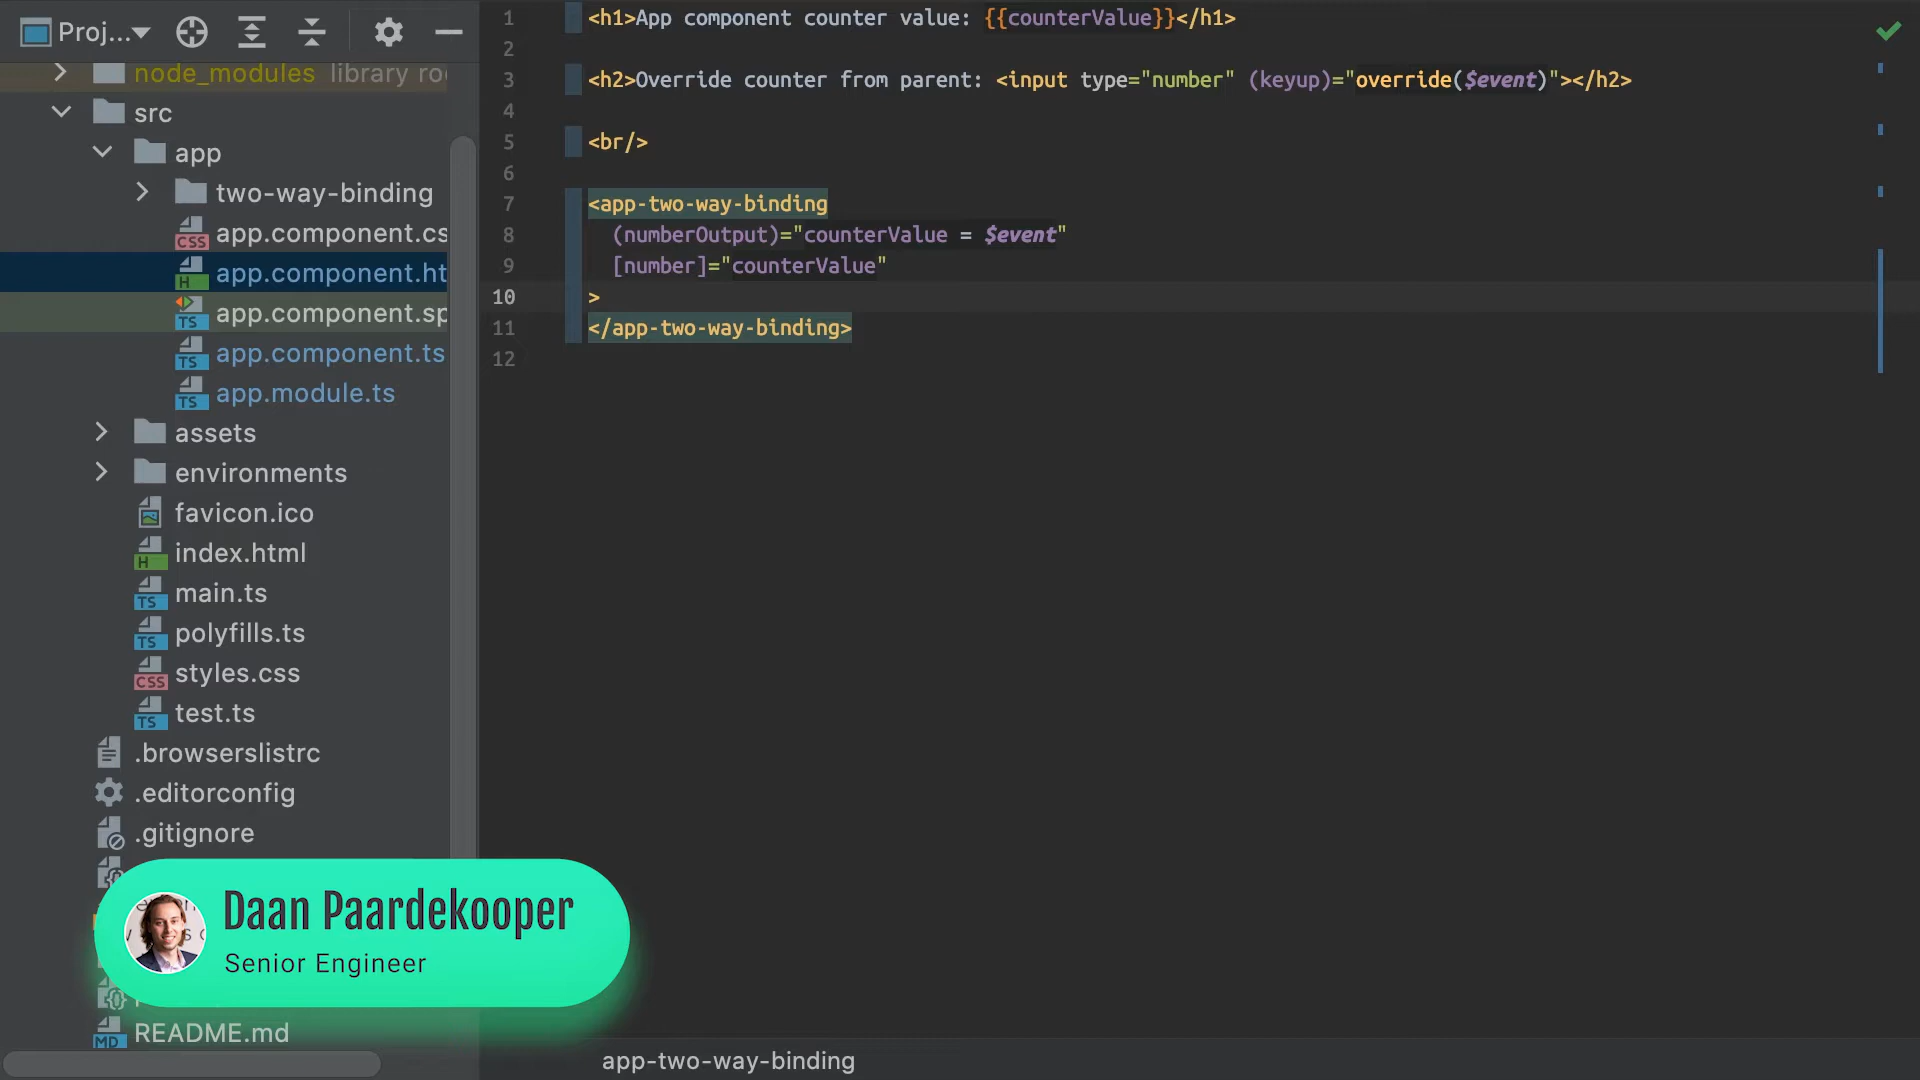 Proj...
node_modules library roo
src
app
two-way-binding
app.component.cs
app.component.ht
app.component.sp
app.component.ts
app.module.ts
assets
environments
favicon.ico
index.html
main.ts
polyfills.ts
styles.css
test.ts
.browserslistrc
.editorconfig
.gitignore
README.md
1 <h1>App component counter value: {{counterValue}}</h1>
2
3 <h2>Override counter from parent: <input type="number" (keyup)="override($event)"></h2>
4
5 <br/>
6
7 <app-two-way-binding
8 (numberOutput)="counterValue = $event"
9 [number]="counterValue"
10 >
11 </app-two-way-binding>
12
Daan Paardekooper
Senior Engineer
app-two-way-binding